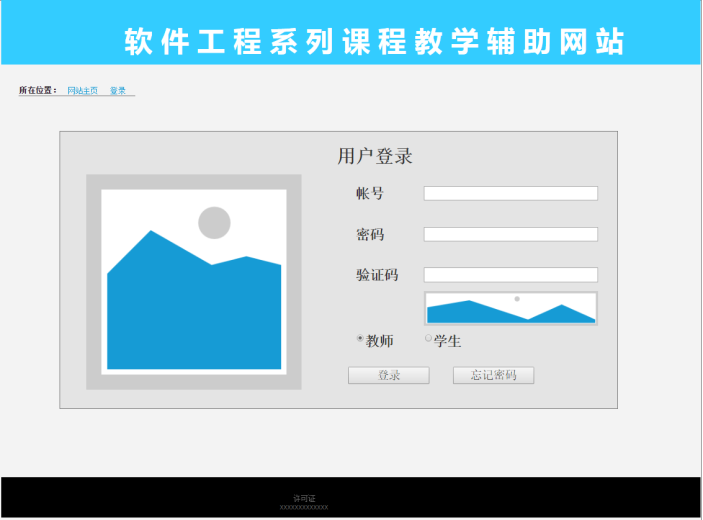 软件工程系列课程教学辅助网站
所在位置： 网站主页 登录
用户登录
帐号
密码
验证码
教师 学生
登录 忘记密码
许可证
xxxxxxxxxxxxx